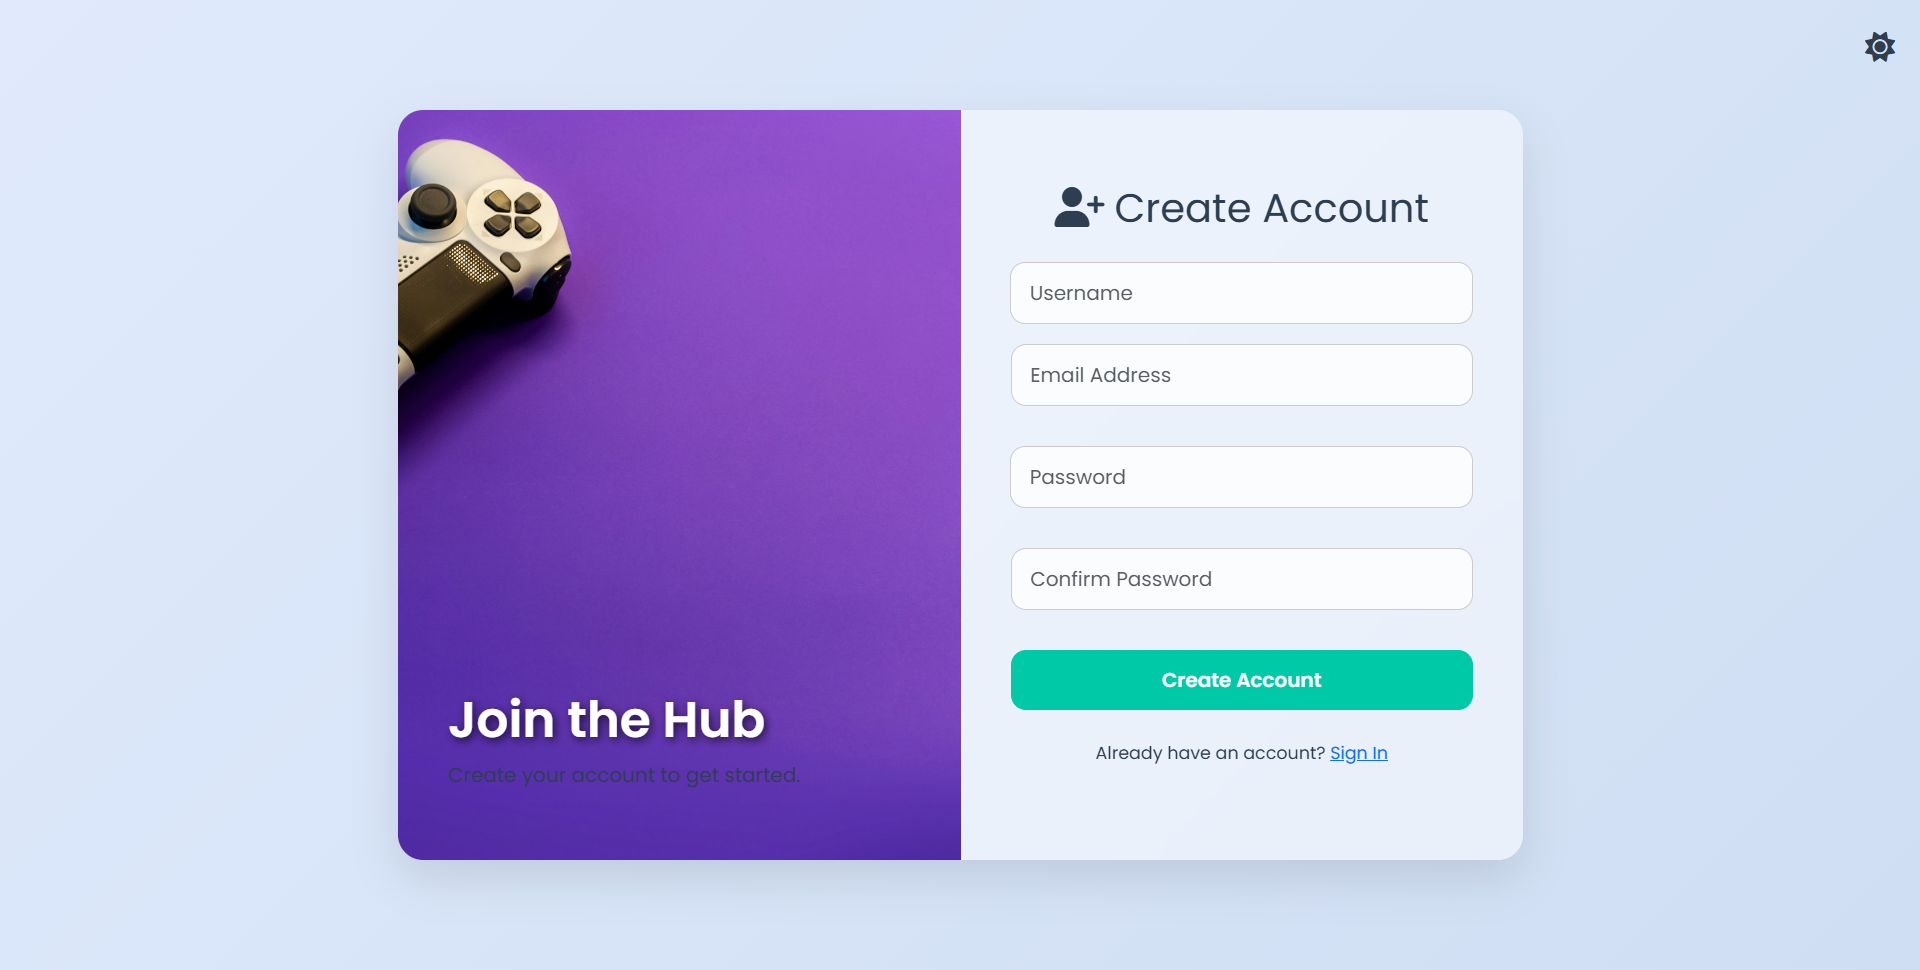 Join the Hub
Create your account to get started.
Create Account
Username
Email Address
Password
Confirm Password
Create Account
Already have an account? Sign In